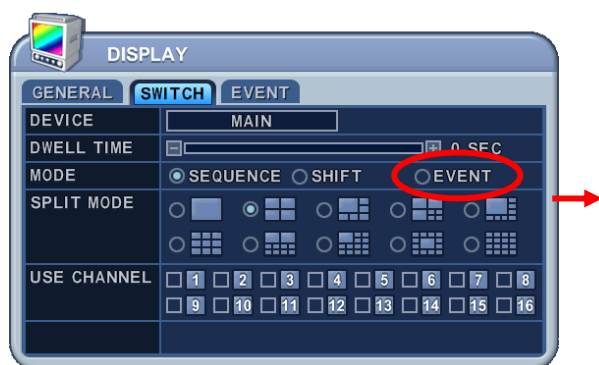 DISPLAY
GENERAL SWITCH EVENT
DEVICE MAIN
DWELL TIME 0 SEC
MODE SEQUENCE SHIFT EVENT
SPLIT MODE
USE CHANNEL 1 2 3 4 5 6 7 8
9 10 11 12 13 14 15 16